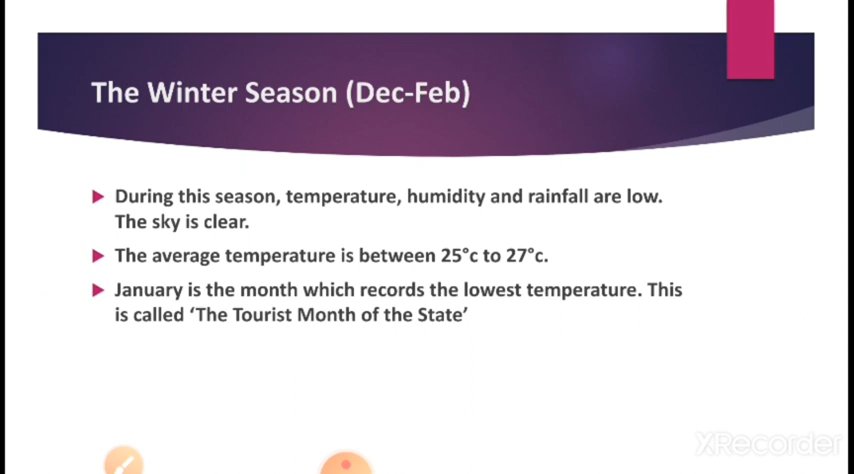 The Winter Season (Dec-Feb)
During this season, temperature, humidity and rainfall are low.
The sky is clear.
The average temperature is between 25°c to 27°c.
January is the month which records the lowest temperature. This
is called ‘The Tourist Month of the State’
XRecorder